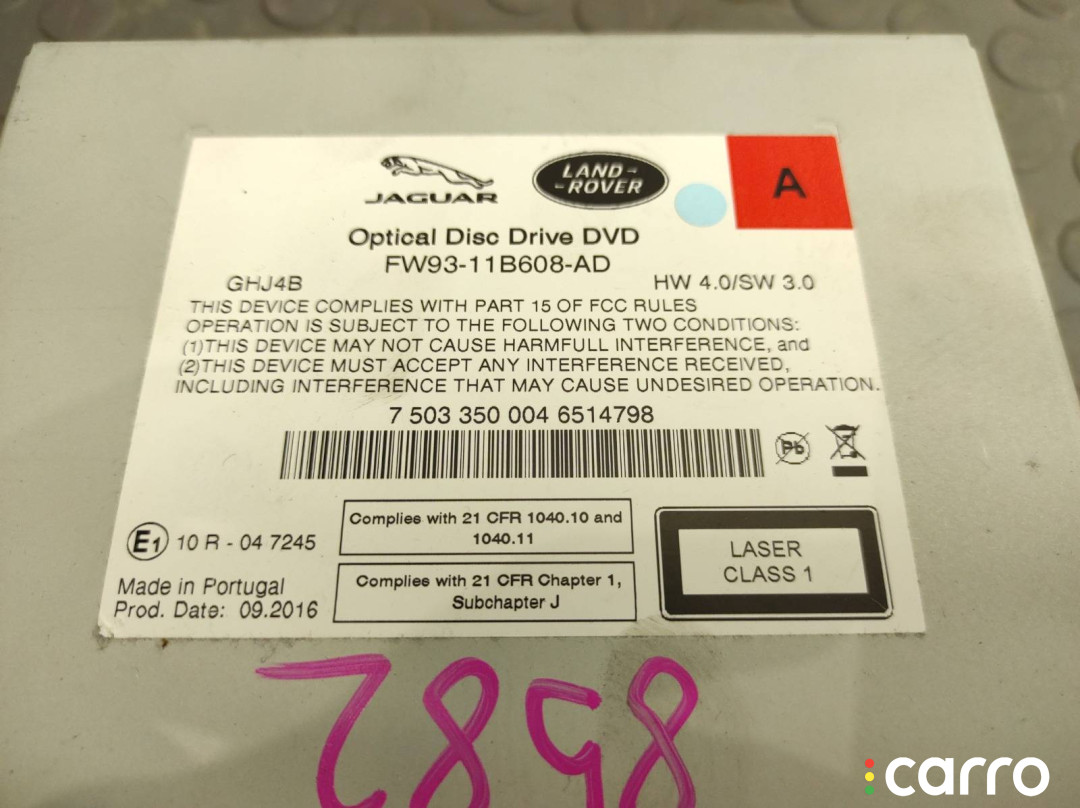 JAGUAR
LAND-
-ROVER
A
Optical Disc Drive DVD
FW93-11B608-AD
GHJ4B HW 4.0/SW 3.0
THIS DEVICE COMPLIES WITH PART 15 OF FCC RULES
OPERATION IS SUBJECT TO THE FOLLOWING TWO CONDITIONS:
(1)THIS DEVICE MAY NOT CAUSE HARMFULL INTERFERENCE, and
(2)THIS DEVICE MUST ACCEPT ANY INTERFERENCE RECEIVED,
INCLUDING INTERFERENCE THAT MAY CAUSE UNDESIRED OPERATION.
7 503 350 004 6514798
Pb
E1 10 R - 04 7245
Complies with 21 CFR 1040.10 and
1040.11
LASER
CLASS 1
Made in Portugal
Prod. Date: 09.2016
Complies with 21 CFR Chapter 1,
Subchapter J
carro